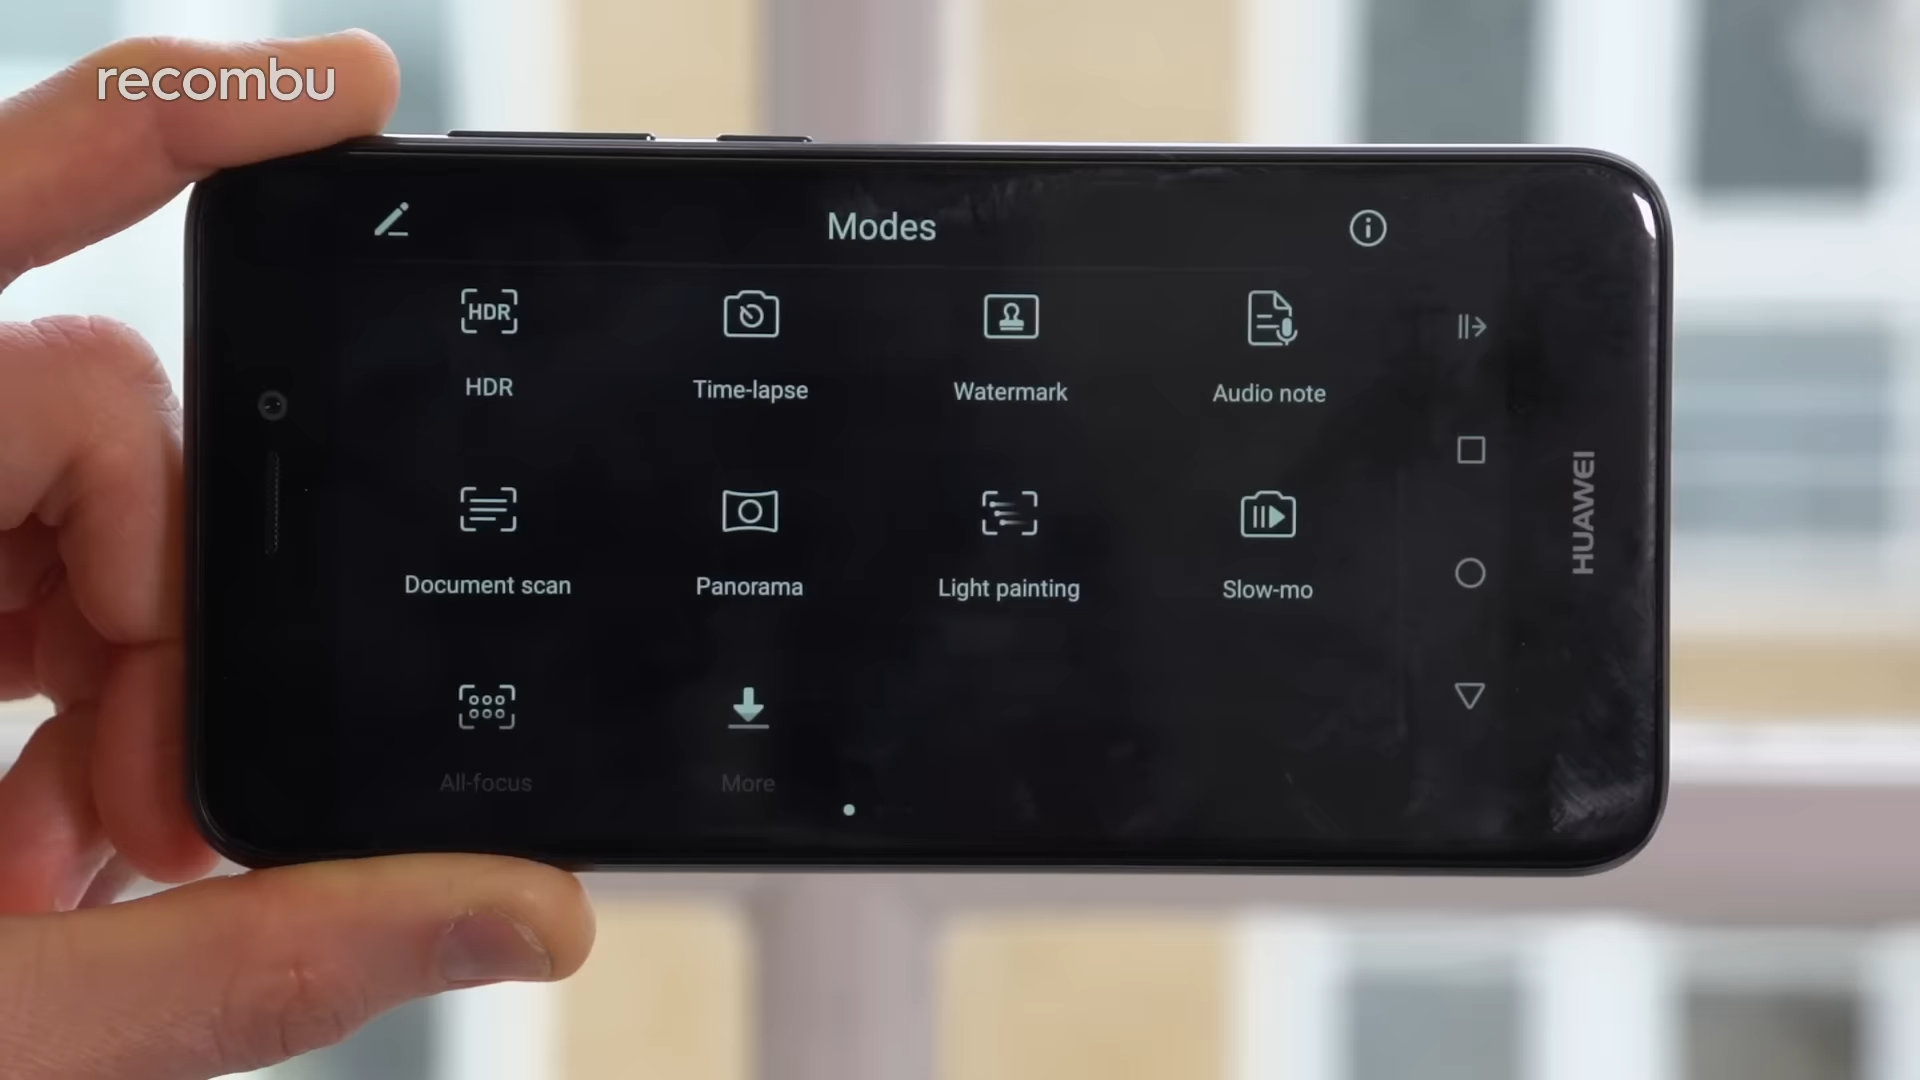 recombu
Modes
HDR
HDR
Time-lapse
Watermark
Audio note
Document scan
Panorama
Light painting
Slow-mo
All-focus
More
HUAWEI